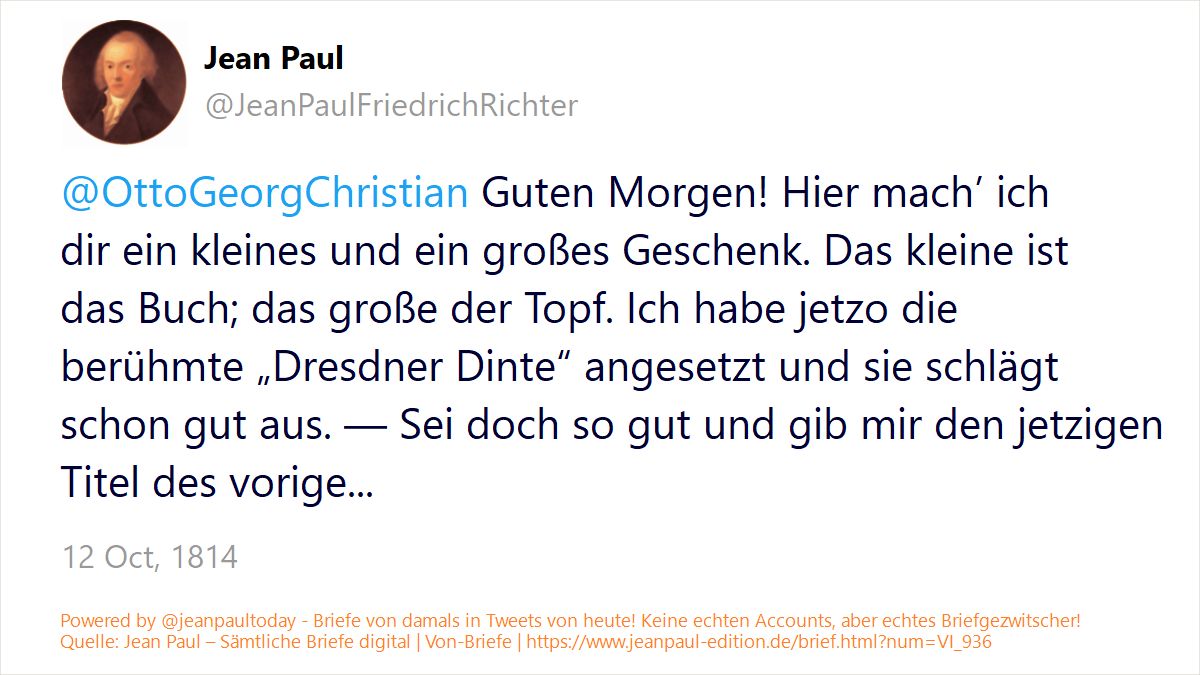 Jean Paul
@JeanPaulFriedrichRichter
@OttoGeorgChristian Guten Morgen! Hier mach’ ich
dir ein kleines und ein großes Geschenk. Das kleine ist
das Buch; das große der Topf. Ich habe jetzo die
berühmte „Dresdner Dinte“ angesetzt und sie schlägt
schon gut aus. — Sei doch so gut und gib mir den jetzigen
Titel des vorige...
12 Oct, 1814
Powered by @jeanpaultoday - Briefe von damals in Tweets von heute! Keine echten Accounts, aber echtes Briefgezwitscher!
Quelle: Jean Paul – Sämtliche Briefe digital | Von-Briefe | https://www.jeanpaul-edition.de/brief.html?num=VI_936